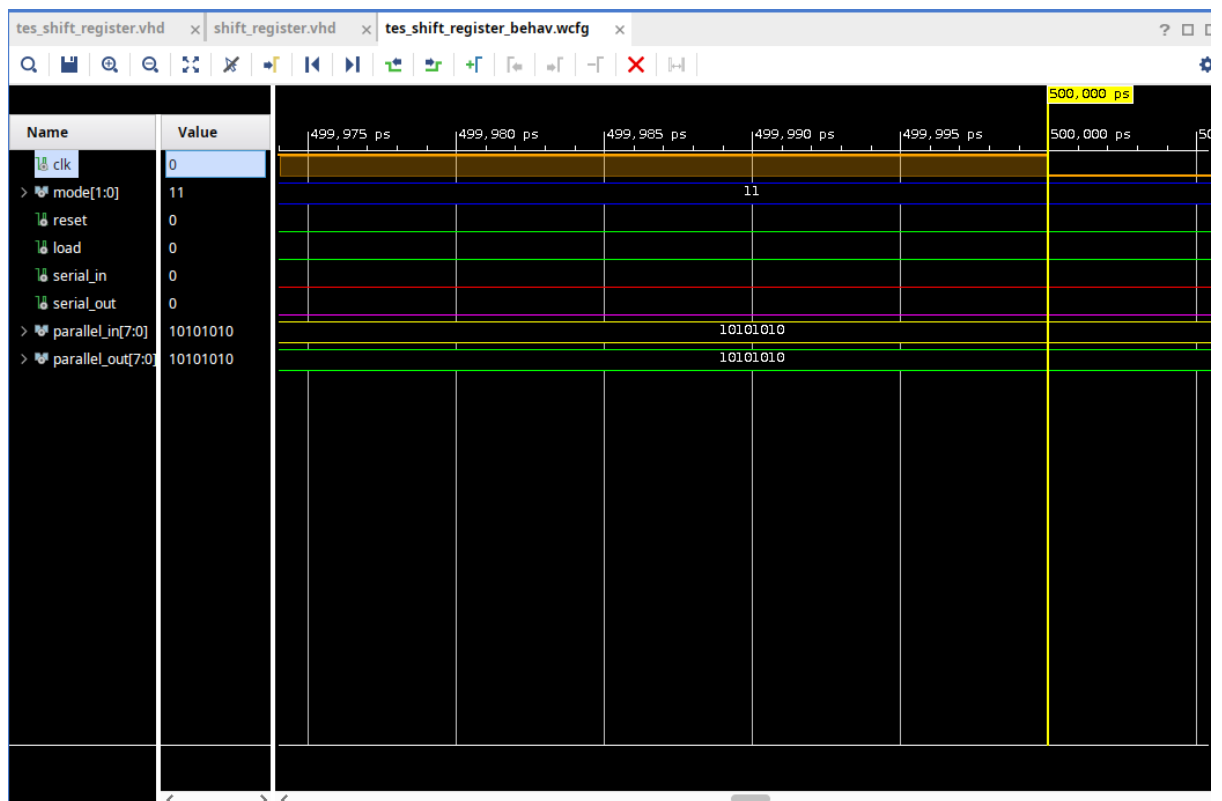 tes_shift_register.vhd × shift_register.vhd × tes_shift_register_behav.wcfg ×
500,000 ps
Name Value 499,975 ps 499,980 ps 499,985 ps 499,990 ps 499,995 ps 500,000 ps
clk 0
mode[1:0] 11 11
reset 0
load 0
serial_in 0
serial_out 0
parallel_in[7:0] 10101010 10101010
parallel_out[7:0] 10101010 10101010